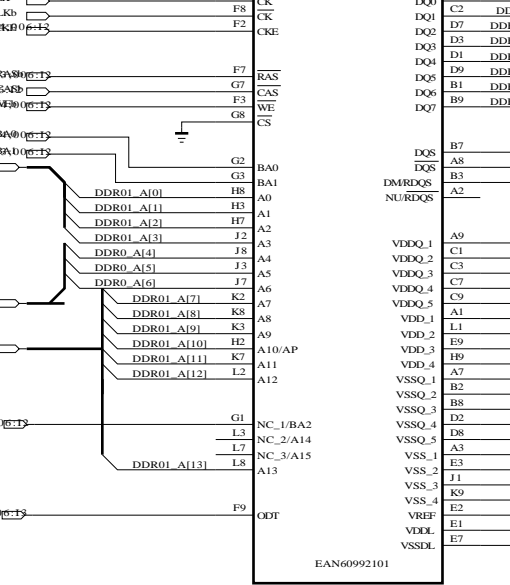 CK
F8
CK
F2
CKE
F7
RAS
G7
CAS
F3
WE
G8
CS
G2
BA0
G3
BA1
DDR01_A[0]
H8
A0
DDR01_A[1]
H3
A1
DDR01_A[2]
H7
A2
DDR01_A[3]
J2
A3
DDR0_A[4]
J8
A4
DDR0_A[5]
J3
A5
DDR0_A[6]
J7
A6
DDR01_A[7]
K2
A7
DDR01_A[8]
K8
A8
DDR01_A[9]
K3
A9
DDR01_A[10]
H2
A10/AP
DDR01_A[11]
K7
A11
DDR01_A[12]
L2
A12
G1
NC_1/BA2
L3
NC_2/A14
L7
NC_3/A15
DDR01_A[13]
L8
A13
F9
ODT
DQ0
DQ1
C2
DQ2
D7
DQ3
D3
DQ4
D1
DQ5
D9
DQ6
B1
DQ7
B9
DQS
B7
DQS
A8
DM/RDQS
B3
NU/RDQS
A2
VDDQ_1
A9
VDDQ_2
C1
VDDQ_3
C3
VDDQ_4
C7
VDDQ_5
C9
VDD_1
A1
VDD_2
L1
VDD_3
E9
VDD_4
H9
VSSQ_1
A7
VSSQ_2
B2
VSSQ_3
B8
VSSQ_4
D2
VSSQ_5
D8
VSS_1
A3
VSS_2
E3
VSS_3
J1
VSS_4
K9
VREF
E2
VDDL
E1
VSSDL
E7
EAN60992101